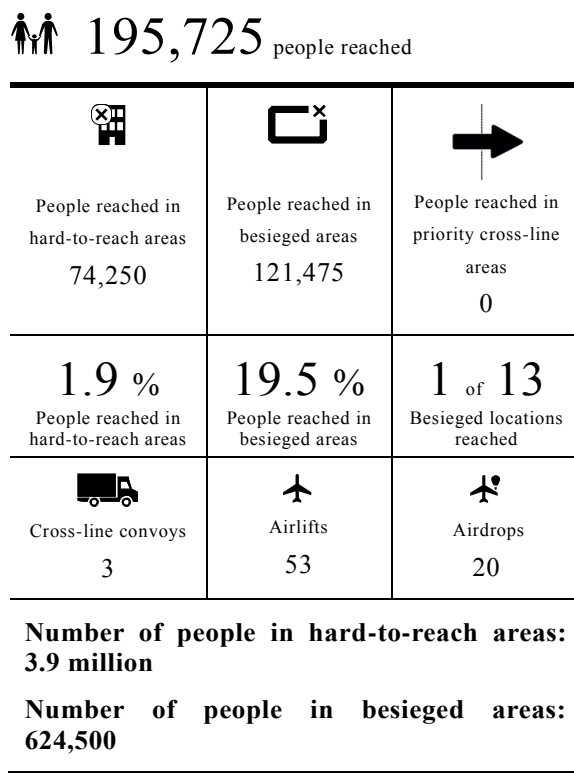 195,725 people reached
People reached in
hard-to-reach areas
74,250
People reached in
besieged areas
121,475
People reached in
priority cross-line
areas
0
1.9 %
People reached in
hard-to-reach areas
19.5 %
People reached in
besieged areas
1 of 13
Besieged locations
reached
Cross-line convoys
3
Airlifts
53
Airdrops
20
Number of people in hard-to-reach areas:
3.9 million
Number of people in besieged areas:
624,500